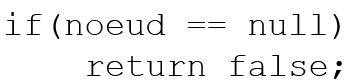 if(noeud == null)
    return false;